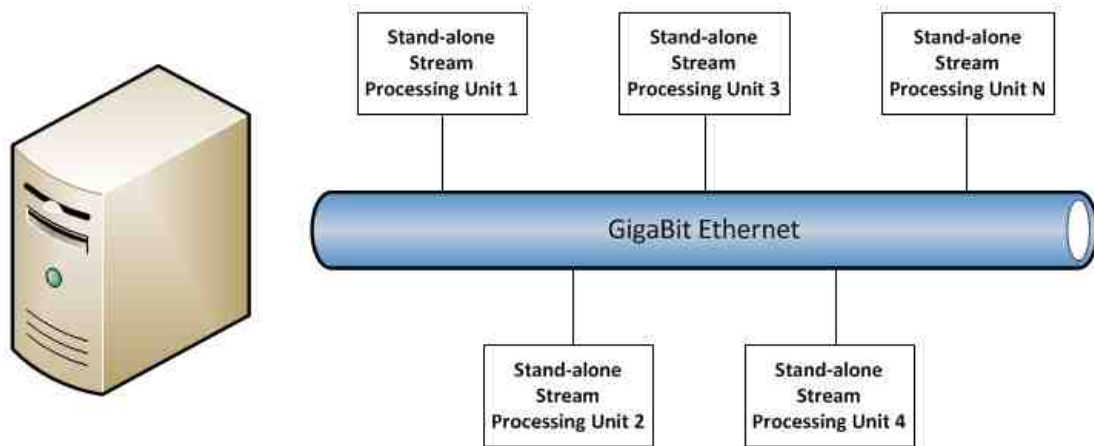 Stand-alone
Stream
Processing Unit 1
Stand-alone
Stream
Processing Unit 3
Stand-alone
Stream
Processing Unit N
GigaBit Ethernet
Stand-alone
Stream
Processing Unit 2
Stand-alone
Stream
Processing Unit 4